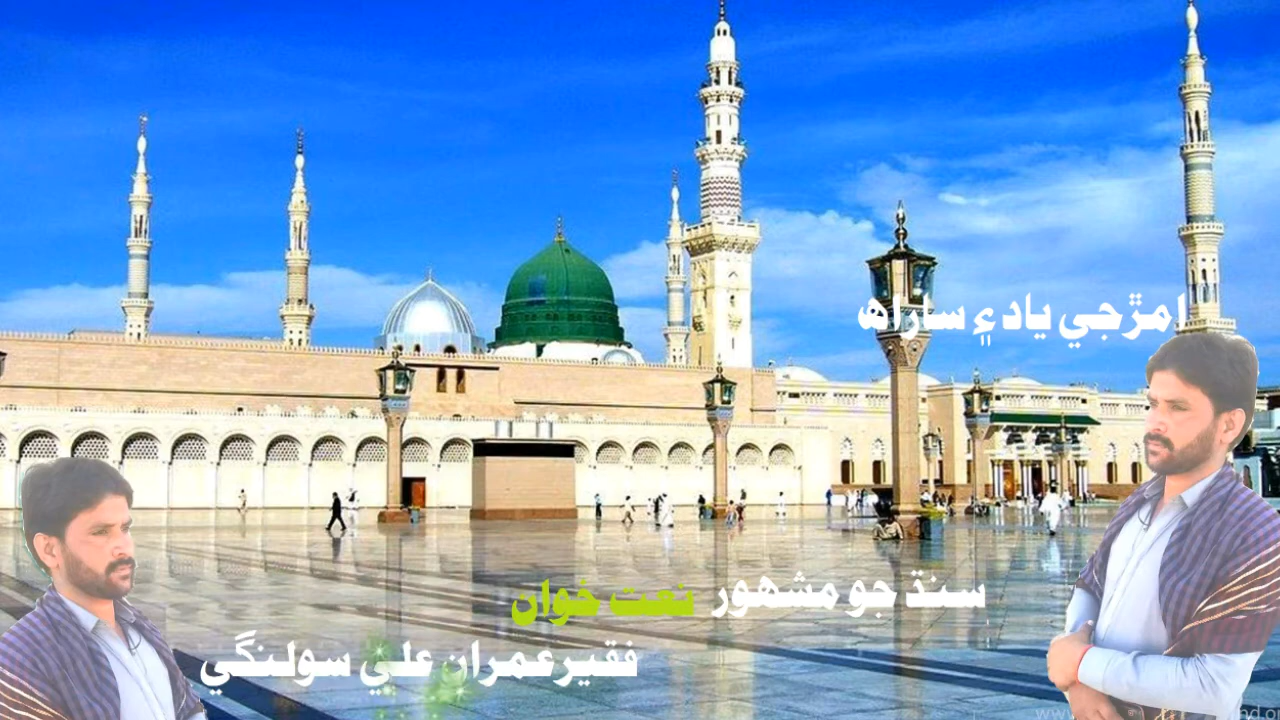 امڙجي ياد ۾ ساراھ
سنڌ جو مشهور نعت خوان
فقيرعمران علي سولنگي